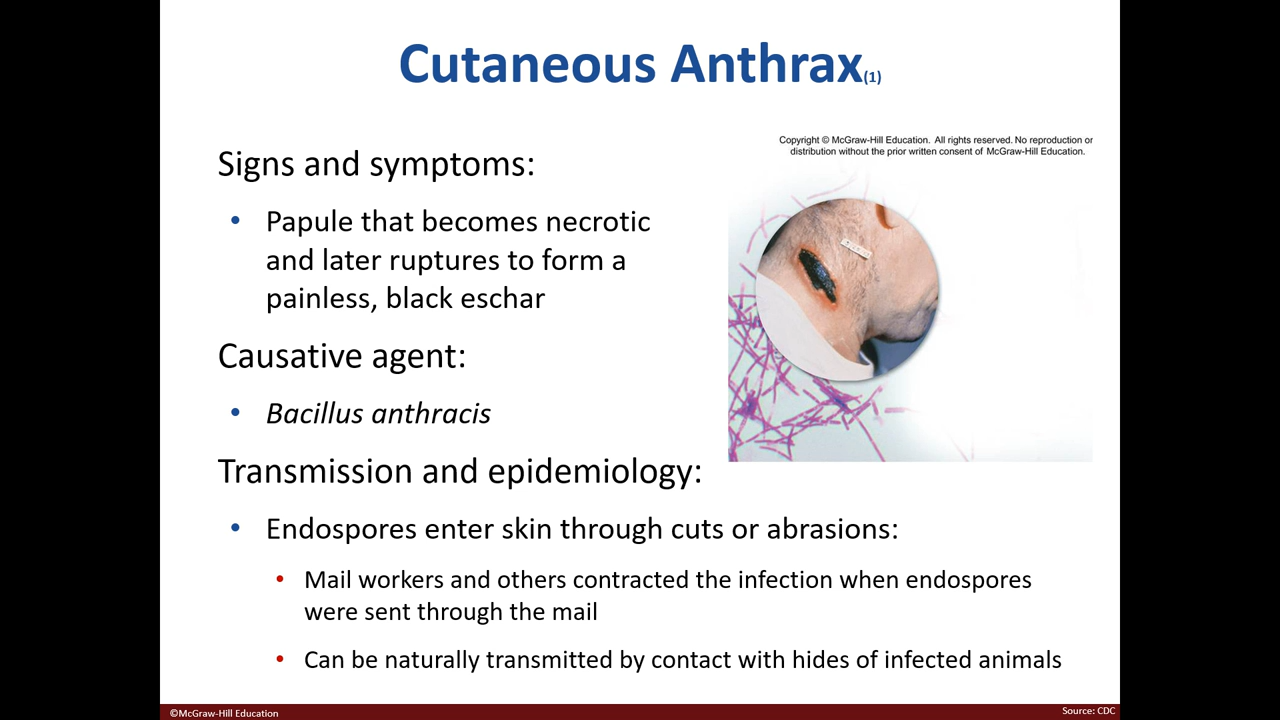 Cutaneous Anthrax(1)
Copyright © McGraw-Hill Education. All rights reserved. No reproduction or
distribution without the prior written consent of McGraw-Hill Education.
Signs and symptoms:
• Papule that becomes necrotic
and later ruptures to form a
painless, black eschar
Causative agent:
• Bacillus anthracis
Transmission and epidemiology:
• Endospores enter skin through cuts or abrasions:
• Mail workers and others contracted the infection when endospores
were sent through the mail
• Can be naturally transmitted by contact with hides of infected animals
©McGraw-Hill Education
Source: CDC